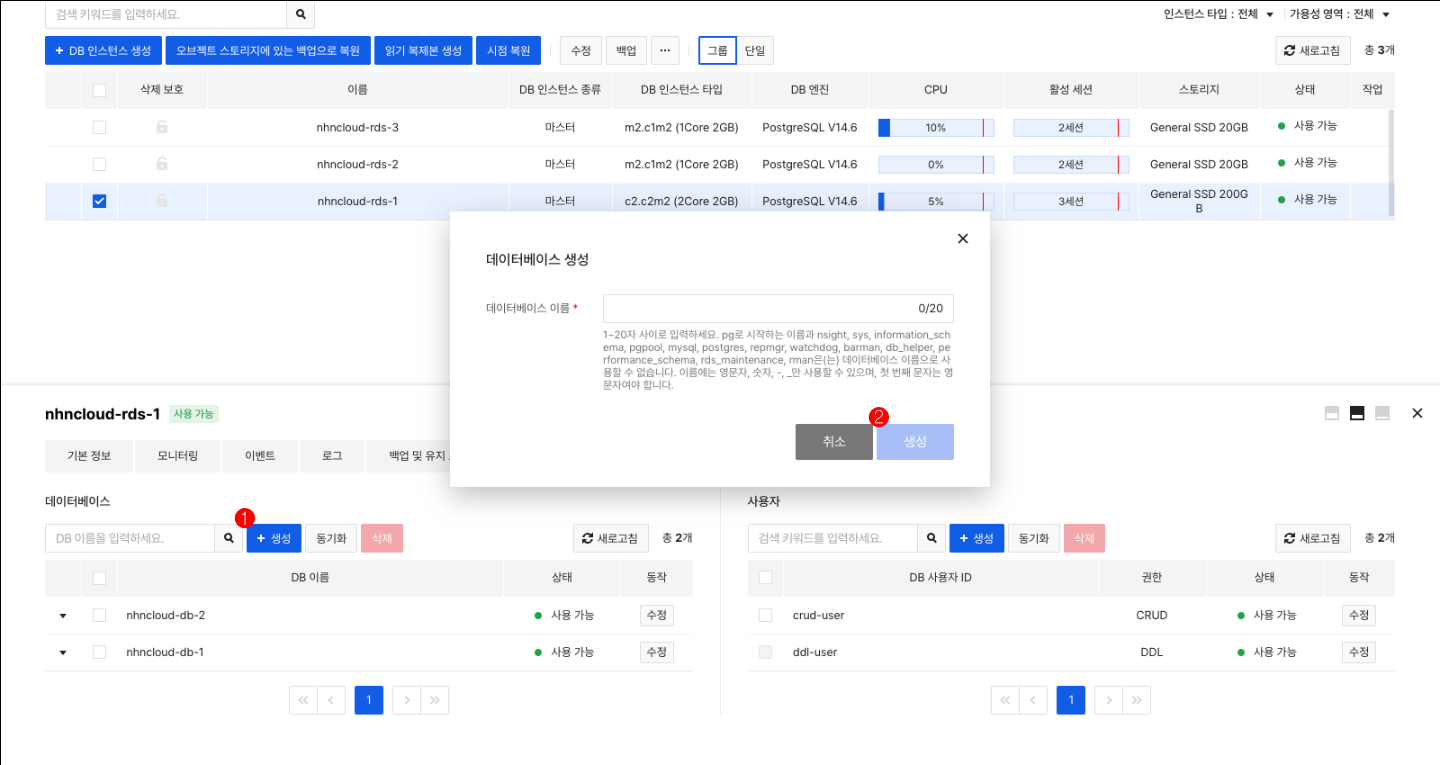 검색 키워드를 입력하세요.
인스턴스 타입 : 전체
가용성 영역 : 전체
+ DB 인스턴스 생성
오브젝트 스토리지에 있는 백업으로 복원
읽기 복제본 생성
시점 복원
수정
백업
...
그룹
단일
새로고침
총 3개
삭제 보호
이름
DB 인스턴스 종류
DB 인스턴스 타입
DB 엔진
CPU
활성 세션
스토리지
상태
작업
nhncloud-rds-3
마스터
m2.c1m2 (1Core 2GB)
PostgreSQL V14.6
10%
2세션
General SSD 20GB
사용 가능
nhncloud-rds-2
마스터
m2.c1m2 (1Core 2GB)
PostgreSQL V14.6
0%
2세션
General SSD 20GB
사용 가능
nhncloud-rds-1
마스터
c2.c2m2 (2Core 2GB)
PostgreSQL V14.6
5%
3세션
General SSD 200G
B
사용 가능
데이터베이스 생성
데이터베이스 이름 *
0/20
1~20자 사이로 입력하세요. pg로 시작하는 이름과 nsight, sys, information_sch
ema, pgpool, mysql, postgres, repmgr, watchdog, barman, db_helper, pe
rformance_schema, rds_maintenance, rman은(는) 데이터베이스 이름으로 사
용할 수 없습니다. 이름에는 영문자, 숫자, -, _만 사용할 수 있으며, 첫 번째 문자는 영
문자여야 합니다.
2
취소
생성
nhncloud-rds-1
사용 가능
기본 정보
모니터링
이벤트
로그
백업 및 유지
데이터베이스
DB 이름을 입력하세요.
1
+ 생성
동기화
삭제
새로고침
총 2개
DB 이름
상태
동작
nhncloud-db-2
사용 가능
수정
nhncloud-db-1
사용 가능
수정
1
사용자
검색 키워드를 입력하세요.
+ 생성
동기화
삭제
새로고침
총 2개
DB 사용자 ID
권한
상태
동작
crud-user
CRUD
사용 가능
수정
ddl-user
DDL
사용 가능
수정
1